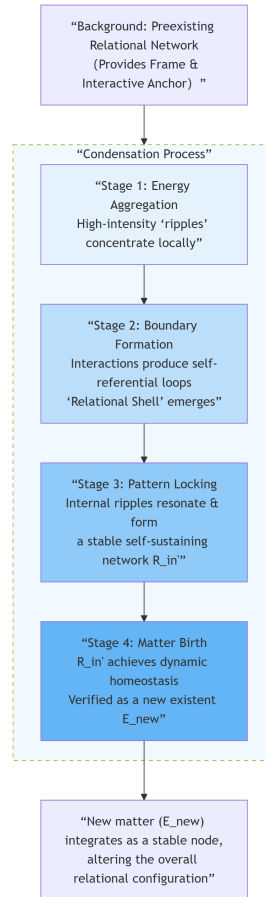 “Background: Preexisting
Relational Network
(Provides Frame &
Interactive Anchor) ”
“Condensation Process”
“Stage 1: Energy
Aggregation
High-intensity ‘ripples’
concentrate locally”
“Stage 2: Boundary
Formation
Interactions produce self-
referential loops
‘Relational Shell’ emerges”
“Stage 3: Pattern Locking
Internal ripples resonate &
form
a stable self-sustaining
network R_in'”
“Stage 4: Matter Birth
R_in' achieves dynamic
homeostasis
Verified as a new existent
E_new”
“New matter (E_new)
integrates as a stable node,
altering the overall
relational configuration”